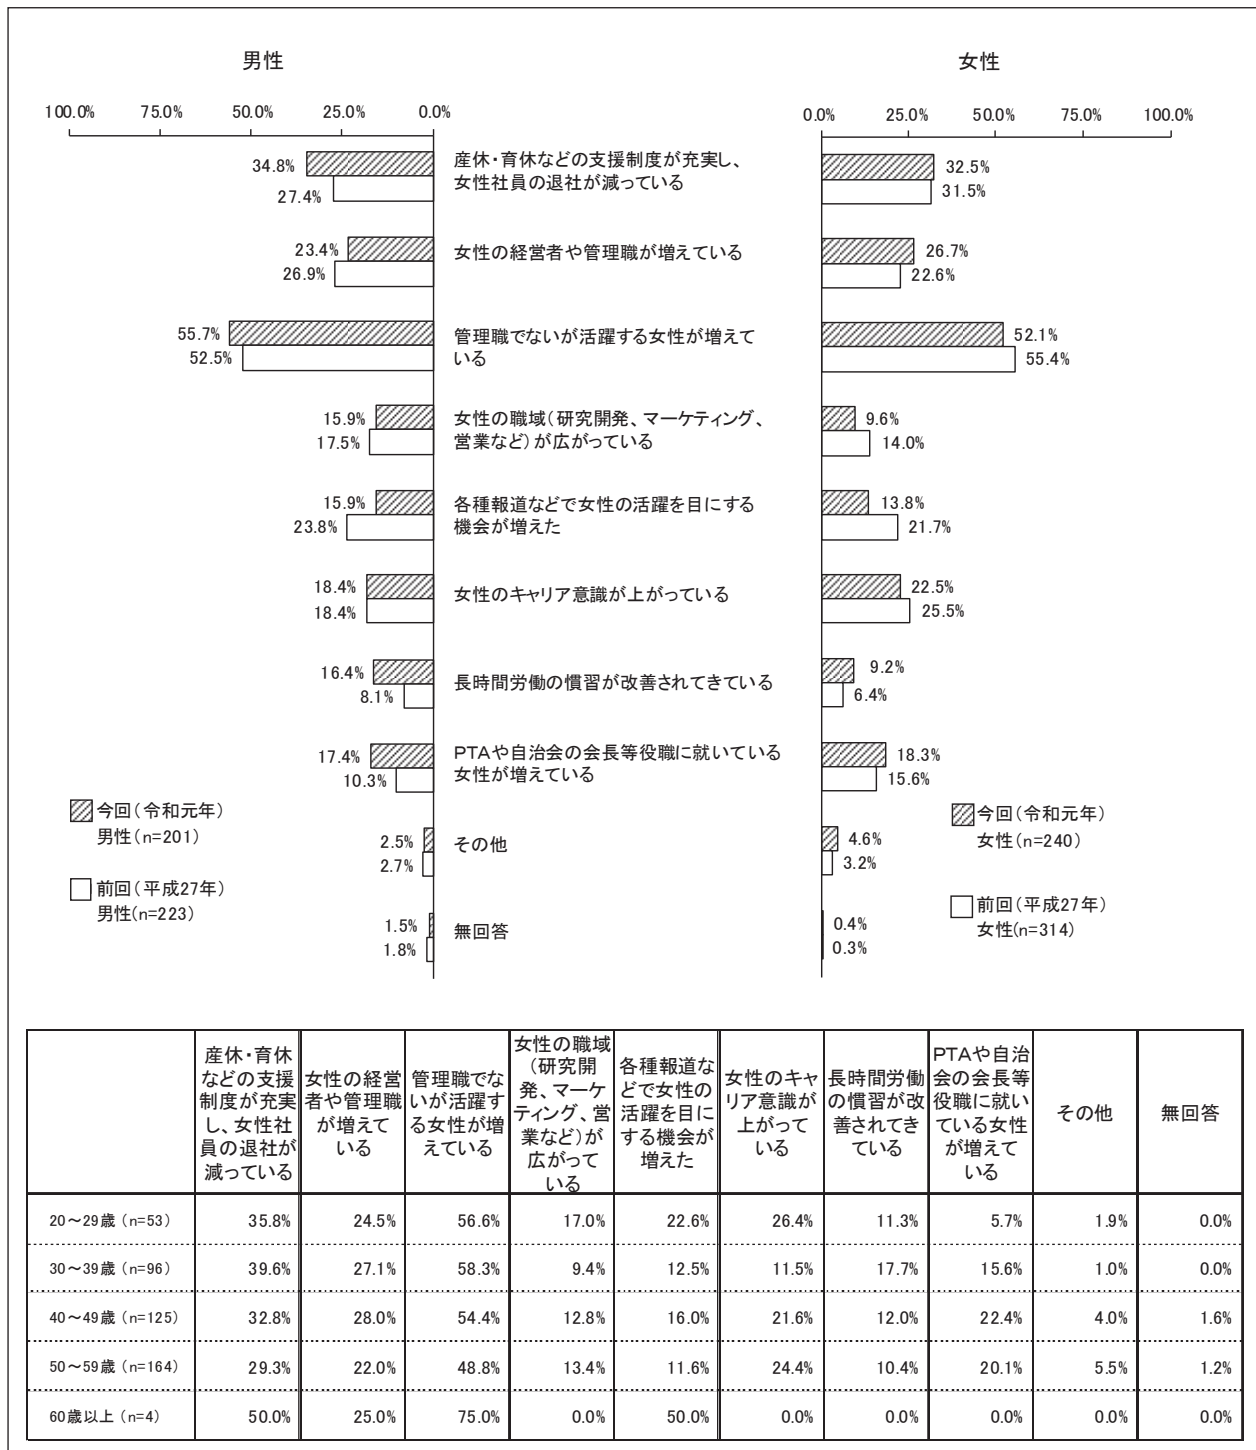 男性
女性
100.0% 75.0% 50.0% 25.0% 0.0%
0.0% 25.0% 50.0% 75.0% 100.0%
34.8%
27.4%
産休・育休などの支援制度が充実し、
女性社員の退社が減っている
32.5%
31.5%
23.4%
26.9%
女性の経営者や管理職が増えている
26.7%
22.6%
55.7%
52.5%
管理職でないが活躍する女性が増えて
いる
52.1%
55.4%
15.9%
17.5%
女性の職域（研究開発、マーケティング、
営業など）が広がっている
9.6%
14.0%
15.9%
23.8%
各種報道などで女性の活躍を目にする
機会が増えた
13.8%
21.7%
18.4%
18.4%
女性のキャリア意識が上がっている
22.5%
25.5%
16.4%
8.1%
長時間労働の慣習が改善されてきている
9.2%
6.4%
17.4%
10.3%
PTAや自治会の会長等役職に就いている
女性が増えている
18.3%
15.6%
2.5%
2.7%
その他
4.6%
3.2%
1.5%
1.8%
無回答
0.4%
0.3%
今回（令和元年）
男性(n=201)
前回（平成27年）
男性(n=223)
今回（令和元年）
女性(n=240)
前回（平成27年）
女性(n=314)
産休・育休
などの支援
制度が充実
し、女性社
員の退社が
減っている
女性の経営
者や管理職
が増えて
いる
管理職でな
いが活躍す
る女性が増
えている
女性の職域
（研究開
発、マーケ
ティング、営
業など）が
広がって
いる
各種報道な
どで女性の
活躍を目に
する機会が
増えた
女性のキャ
リア意識が
上がって
いる
長時間労働
の慣習が改
善されてき
ている
PTAや自治
会の会長等
役職に就い
ている女性
が増えて
いる
その他
無回答
20～29歳 (n=53) 35.8% 24.5% 56.6% 17.0% 22.6% 26.4% 11.3% 5.7% 1.9% 0.0%
30～39歳 (n=96) 39.6% 27.1% 58.3% 9.4% 12.5% 11.5% 17.7% 15.6% 1.0% 0.0%
40～49歳 (n=125) 32.8% 28.0% 54.4% 12.8% 16.0% 21.6% 12.0% 22.4% 4.0% 1.6%
50～59歳 (n=164) 29.3% 22.0% 48.8% 13.4% 11.6% 24.4% 10.4% 20.1% 5.5% 1.2%
60歳以上 (n=4) 50.0% 25.0% 75.0% 0.0% 50.0% 0.0% 0.0% 0.0% 0.0% 0.0%